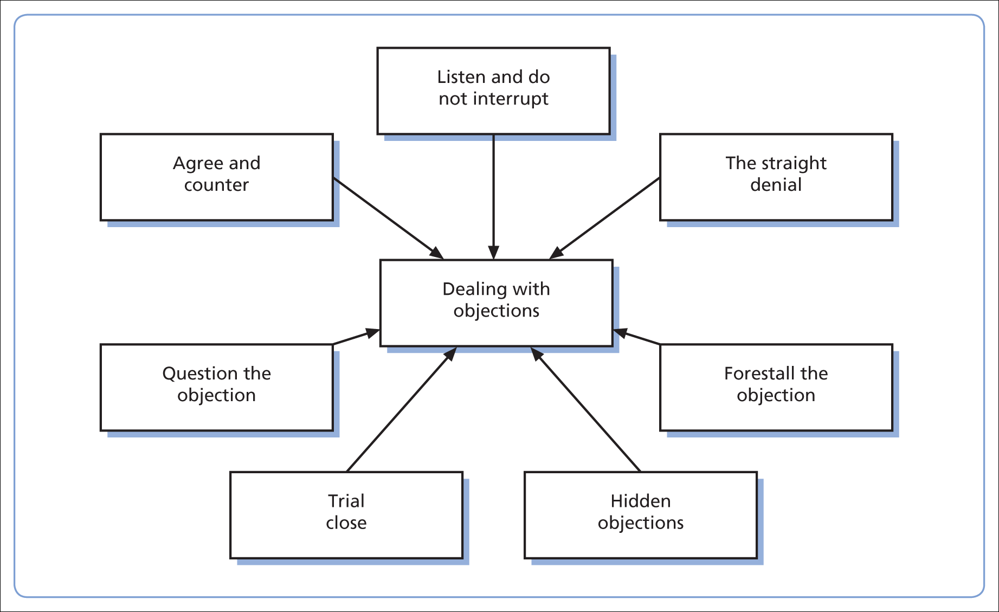 Listen and do
not interrupt
Agree and
counter
The straight
denial
Dealing with
objections
Question the
objection
Forestall the
objection
Trial
close
Hidden
objections